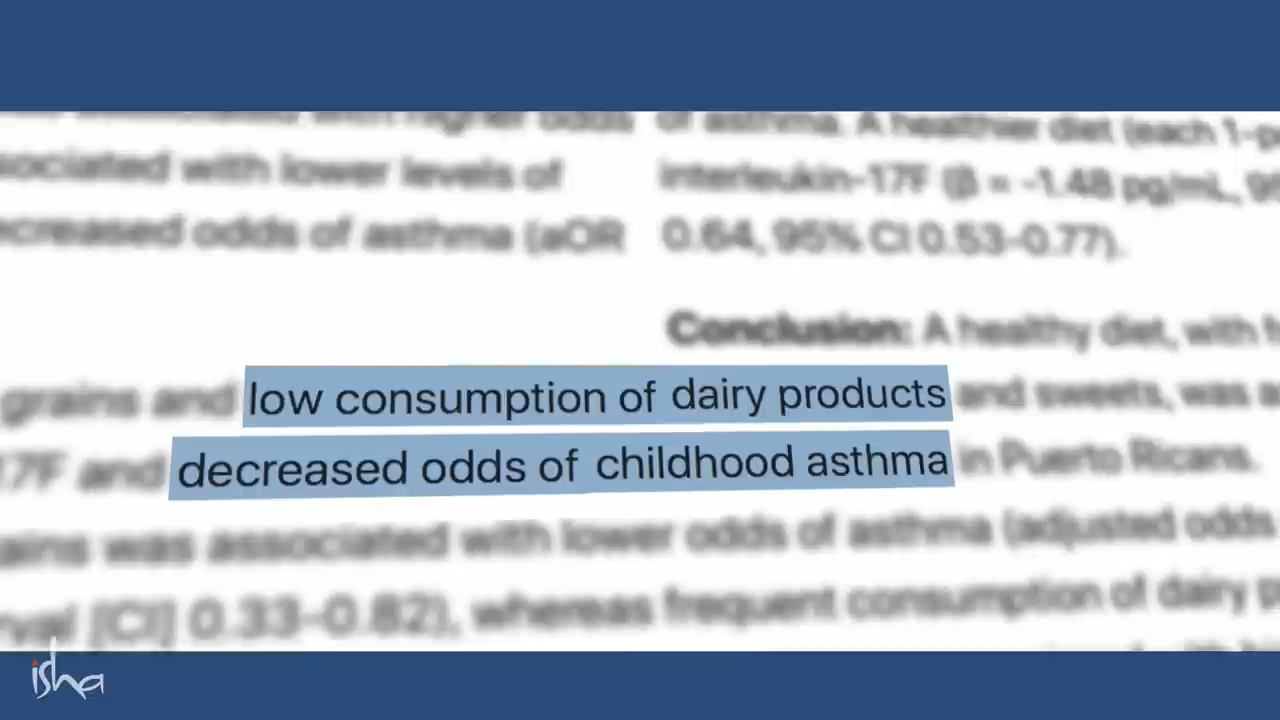 of asthma. A healthier diet (each 1-p
sociated with lower levels of interleukin-17F (β = -1.48 pg/mL, 95
ecreased odds of asthma (aOR 0.64, 95% CI 0.53-0.77).
Conclusion: A healthy diet, with
grains and low consumption of dairy products and sweets, was a
17F and decreased odds of childhood asthma in Puerto Ricans.
ains was associated with lower odds of asthma (adjusted odds
rval [CI] 0.33-0.82), whereas frequent consumption of dairy p
isha